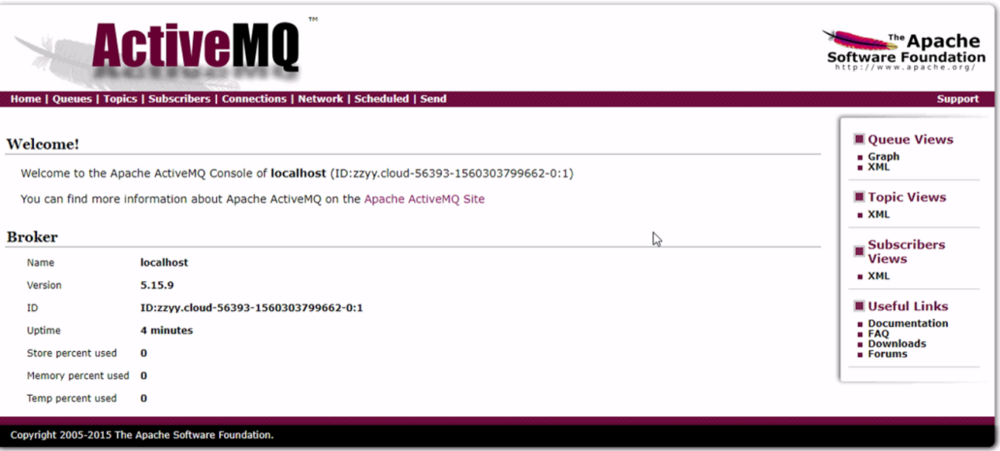 ActiveMQ ™
The Apache
Software Foundation
http://www.apache.org/
Home | Queues | Topics | Subscribers | Connections | Network | Scheduled | Send
Support
Welcome!
Welcome to the Apache ActiveMQ Console of localhost (ID:zzyy.cloud-56393-1560303799662-0:1)
You can find more information about Apache ActiveMQ on the Apache ActiveMQ Site
Broker
Name localhost
Version 5.15.9
ID ID:zzyy.cloud-56393-1560303799662-0:1
Uptime 4 minutes
Store percent used 0
Memory percent used 0
Temp percent used 0
Queue Views
Graph
XML
Topic Views
XML
Subscribers
Views
XML
Useful Links
Documentation
FAQ
Downloads
Forums
Copyright 2005-2015 The Apache Software Foundation.